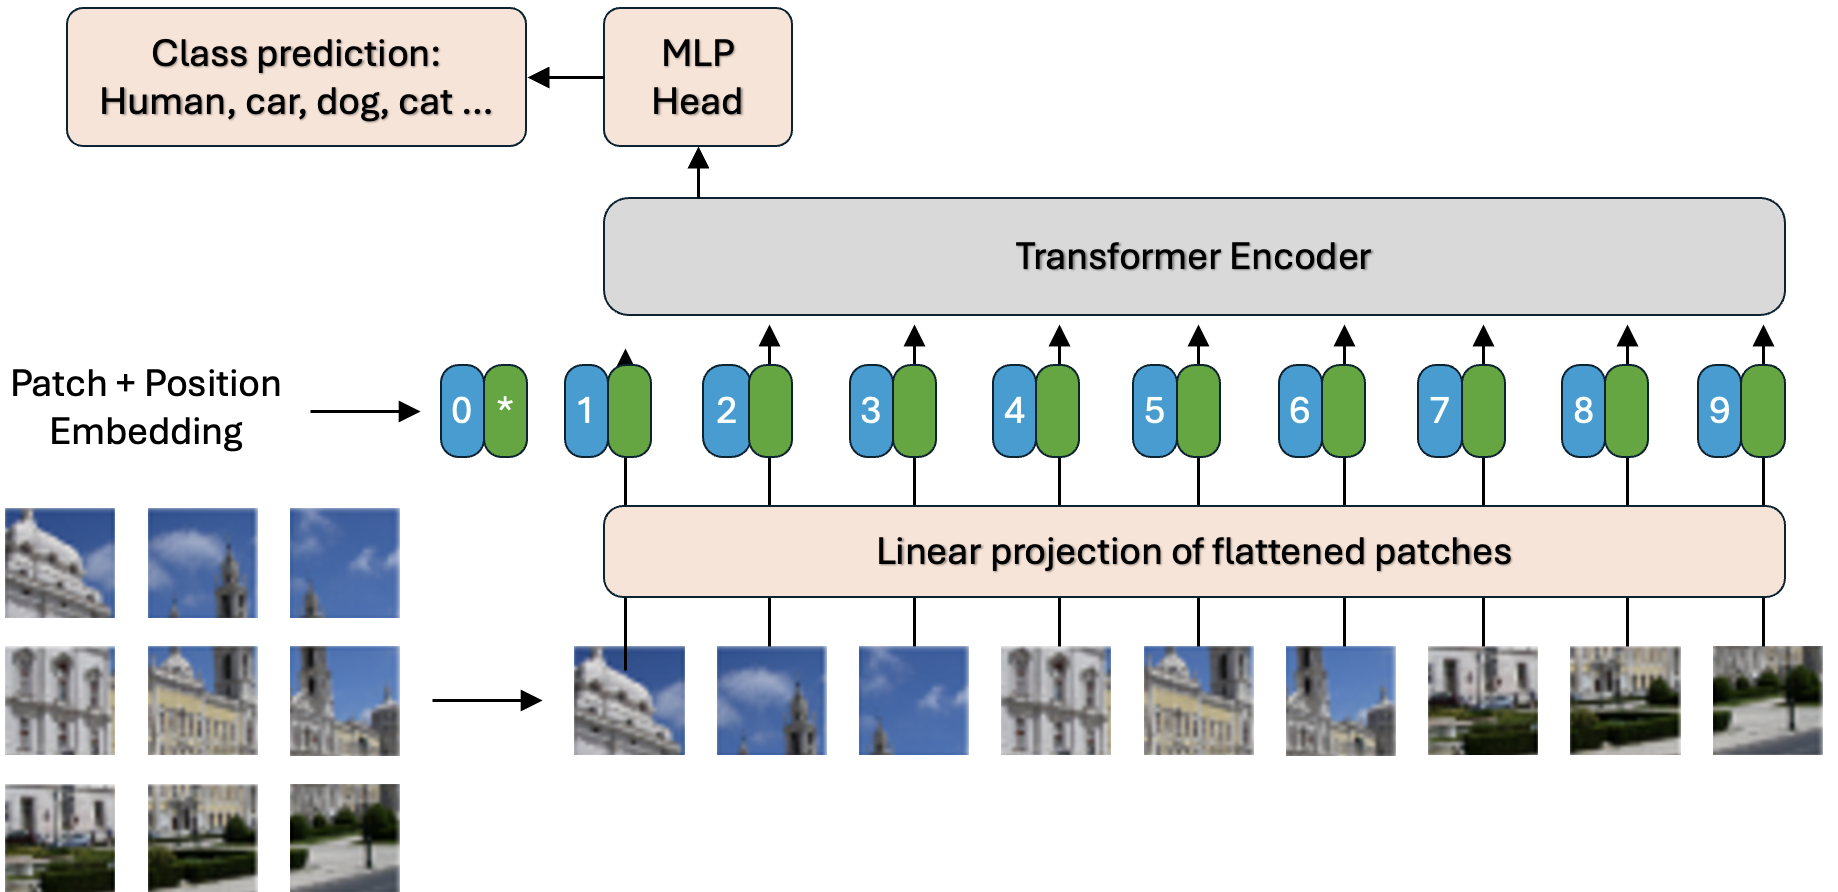 Class prediction:
Human, car, dog, cat ...
MLP
Head
Transformer Encoder
Patch + Position
Embedding
0 * 1 2 3 4 5 6 7 8 9
Linear projection of flattened patches